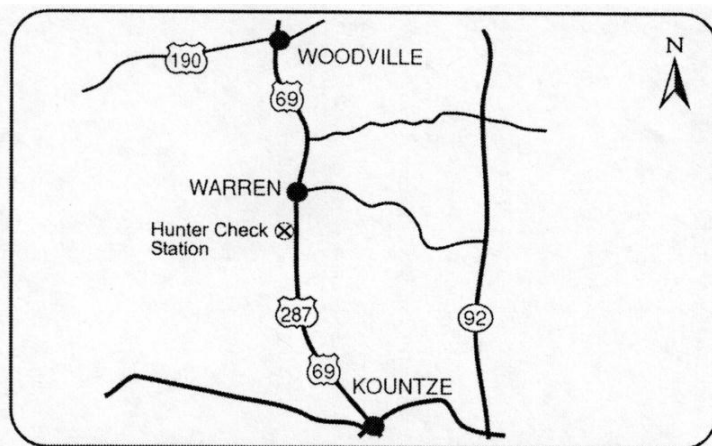 N
190
WOODVILLE
69
WARREN
Hunter Check
Station
287
92
69
KOUNTZE